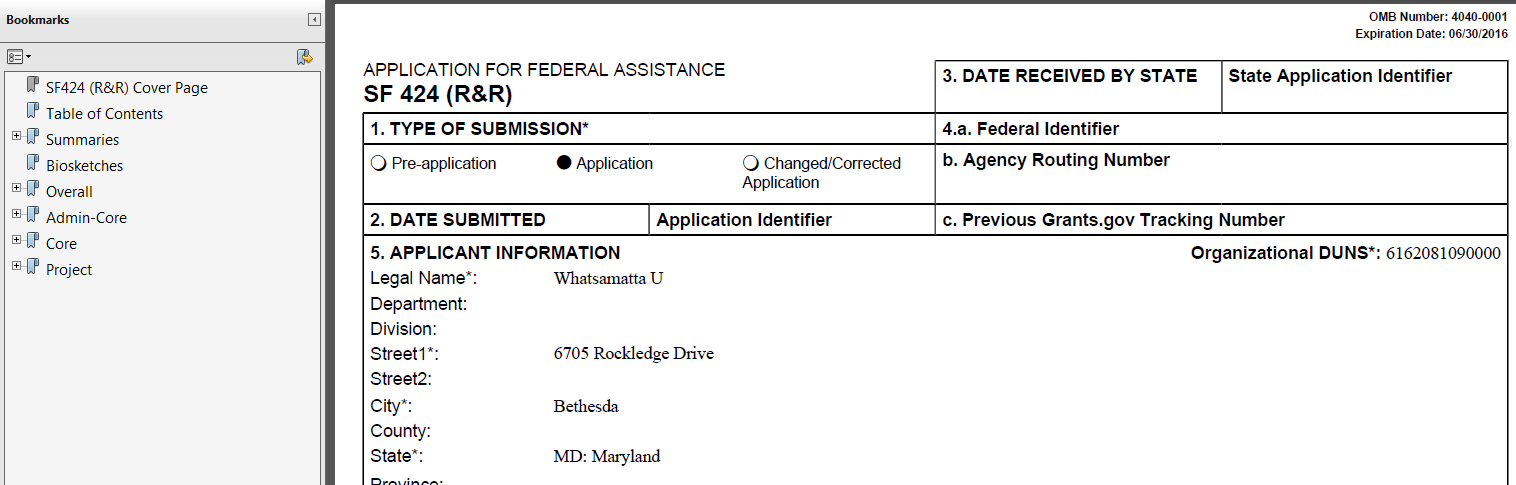 Bookmarks
SF424 (R&R) Cover Page
Table of Contents
Summaries
Biosketches
Overall
Admin-Core
Core
Project
OMB Number: 4040-0001
Expiration Date: 06/30/2016
APPLICATION FOR FEDERAL ASSISTANCE
SF 424 (R&R)
3. DATE RECEIVED BY STATE
State Application Identifier
1. TYPE OF SUBMISSION*
4.a. Federal Identifier
Pre-application
Application
Changed/Corrected
Application
b. Agency Routing Number
2. DATE SUBMITTED
Application Identifier
c. Previous Grants.gov Tracking Number
5. APPLICANT INFORMATION
Organizational DUNS*: 6162081090000
Legal Name*: Whatsamatta U
Department:
Division:
Street1*: 6705 Rockledge Drive
Street2:
City*: Bethesda
County:
State*: MD: Maryland
Province: